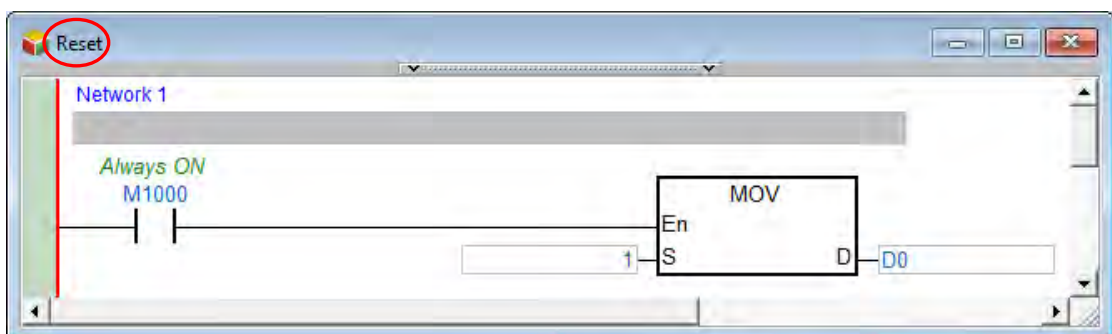 Reset
Network 1
Always ON
M1000
MOV
En
1 S D D0